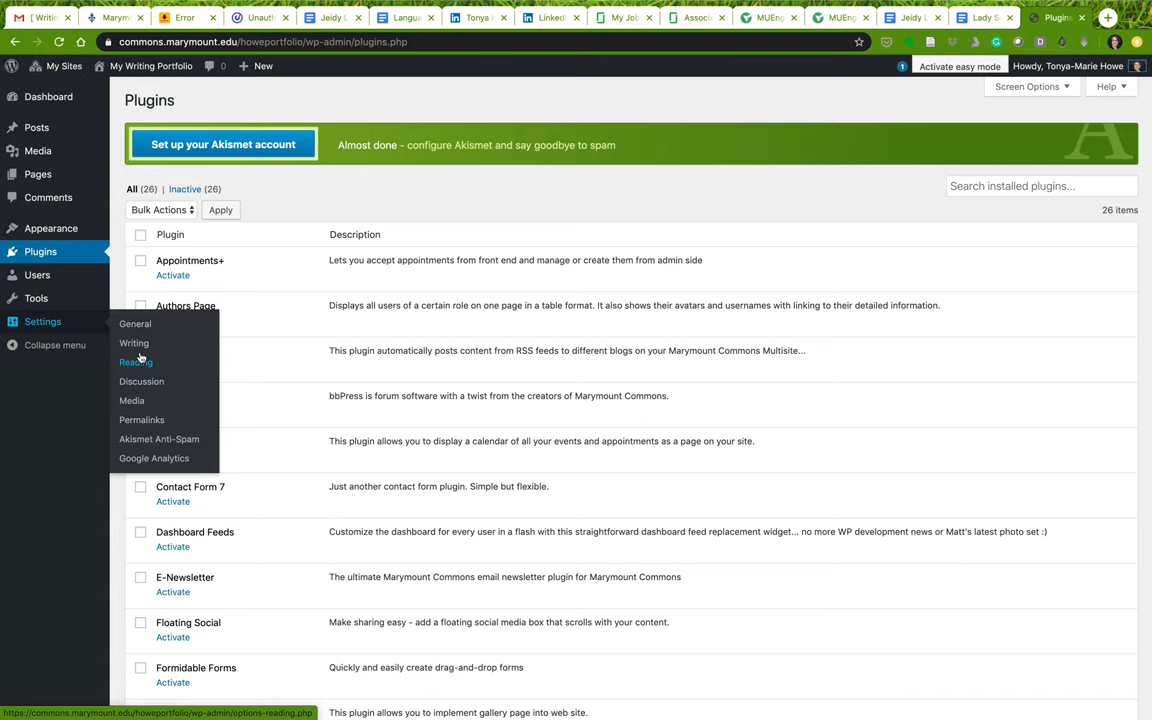 [ Writin
Marym
Error
Unauth
Jeidy L
Langua
Tonya
LinkedI
My Job
Associ
MUEng
MUEng
Jeidy L
Lady S
Plugin
commons.marymount.edu/howeportfolio/wp-admin/plugins.php
My Sites
My Writing Portfolio
0
New
1
Activate easy mode
Howdy, Tonya-Marie Howe
Dashboard
Posts
Media
Pages
Comments
Appearance
Plugins
Users
Tools
Settings
Collapse menu
General
Writing
Reading
Discussion
Media
Permalinks
Akismet Anti-Spam
Google Analytics
Plugins
Screen Options
Help
Set up your Akismet account
Almost done - configure Akismet and say goodbye to spam
A
All (26) | Inactive (26)
Search installed plugins...
Bulk Actions
Apply
26 items
Plugin
Description
Appointments+
Lets you accept appointments from front end and manage or create them from admin side
Activate
Authors Page
Displays all users of a certain role on one page in a table format. It also shows their avatars and usernames with linking to their detailed information.
This plugin automatically posts content from RSS feeds to different blogs on your Marymount Commons Multisite...
bbPress is forum software with a twist from the creators of Marymount Commons.
This plugin allows you to display a calendar of all your events and appointments as a page on your site.
Contact Form 7
Just another contact form plugin. Simple but flexible.
Activate
Dashboard Feeds
Customize the dashboard for every user in a flash with this straightforward dashboard feed replacement widget... no more WP development news or Matt's latest photo set :)
Activate
E-Newsletter
The ultimate Marymount Commons email newsletter plugin for Marymount Commons
Activate
Floating Social
Make sharing easy - add a floating social media box that scrolls with your content.
Activate
Formidable Forms
Quickly and easily create drag-and-drop forms
Activate
This plugin allows you to implement gallery page into web site.
https://commons.marymount.edu/howeportfolio/wp-admin/options-reading.php